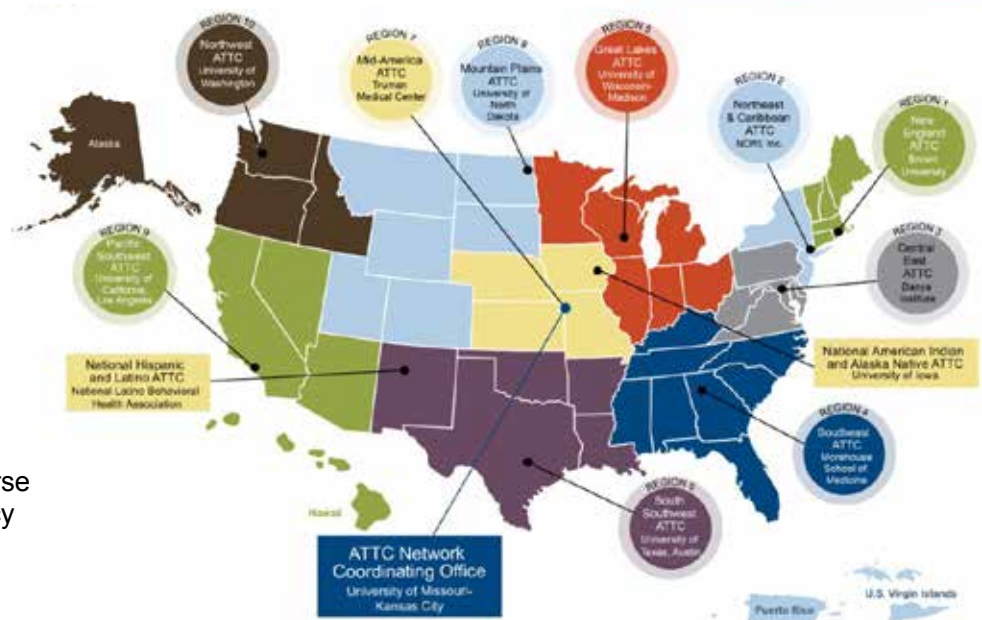 REGION 10
Northwest
ATTC
University of
Washington
REGION 7
Mid-America
ATTC
Truman
Medical Center
REGION 8
Mountain Plains
ATTC
University of
North
Dakota
REGION 5
Great Lakes
ATTC
University of
Wisconsin-
Madison
REGION 2
Northeast
& Caribbean
ATTC
NDRI, Inc.
REGION 1
New
England
ATTC
Brown
University
Alaska
REGION 9
Pacific
Southwest
ATTC
University of
California,
Los Angeles
REGION 3
Central
East
ATTC
Danya
Institute
National Hispanic
and Latino ATTC
National Latino Behavioral
Health Association
National American Indian
and Alaska Native ATTC
University of Iowa
REGION 4
Southeast
ATTC
Morehouse
School of
Medicine
rse
cy
Hawaii
REGION 6
South
Southwest
ATTC
University of
Texas, Austin
ATTC Network
Coordinating Office
University of Missouri-
Kansas City
U.S. Virgin Islands
Puerto Rico